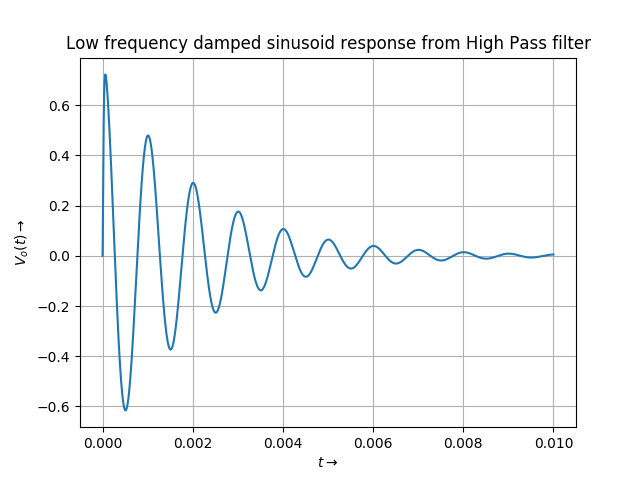 Low frequency damped sinusoid response from High Pass filter
V_o(t) →
0.6
0.4
0.2
0.0
−0.2
−0.4
−0.6
0.000 0.002 0.004 0.006 0.008 0.010
t →